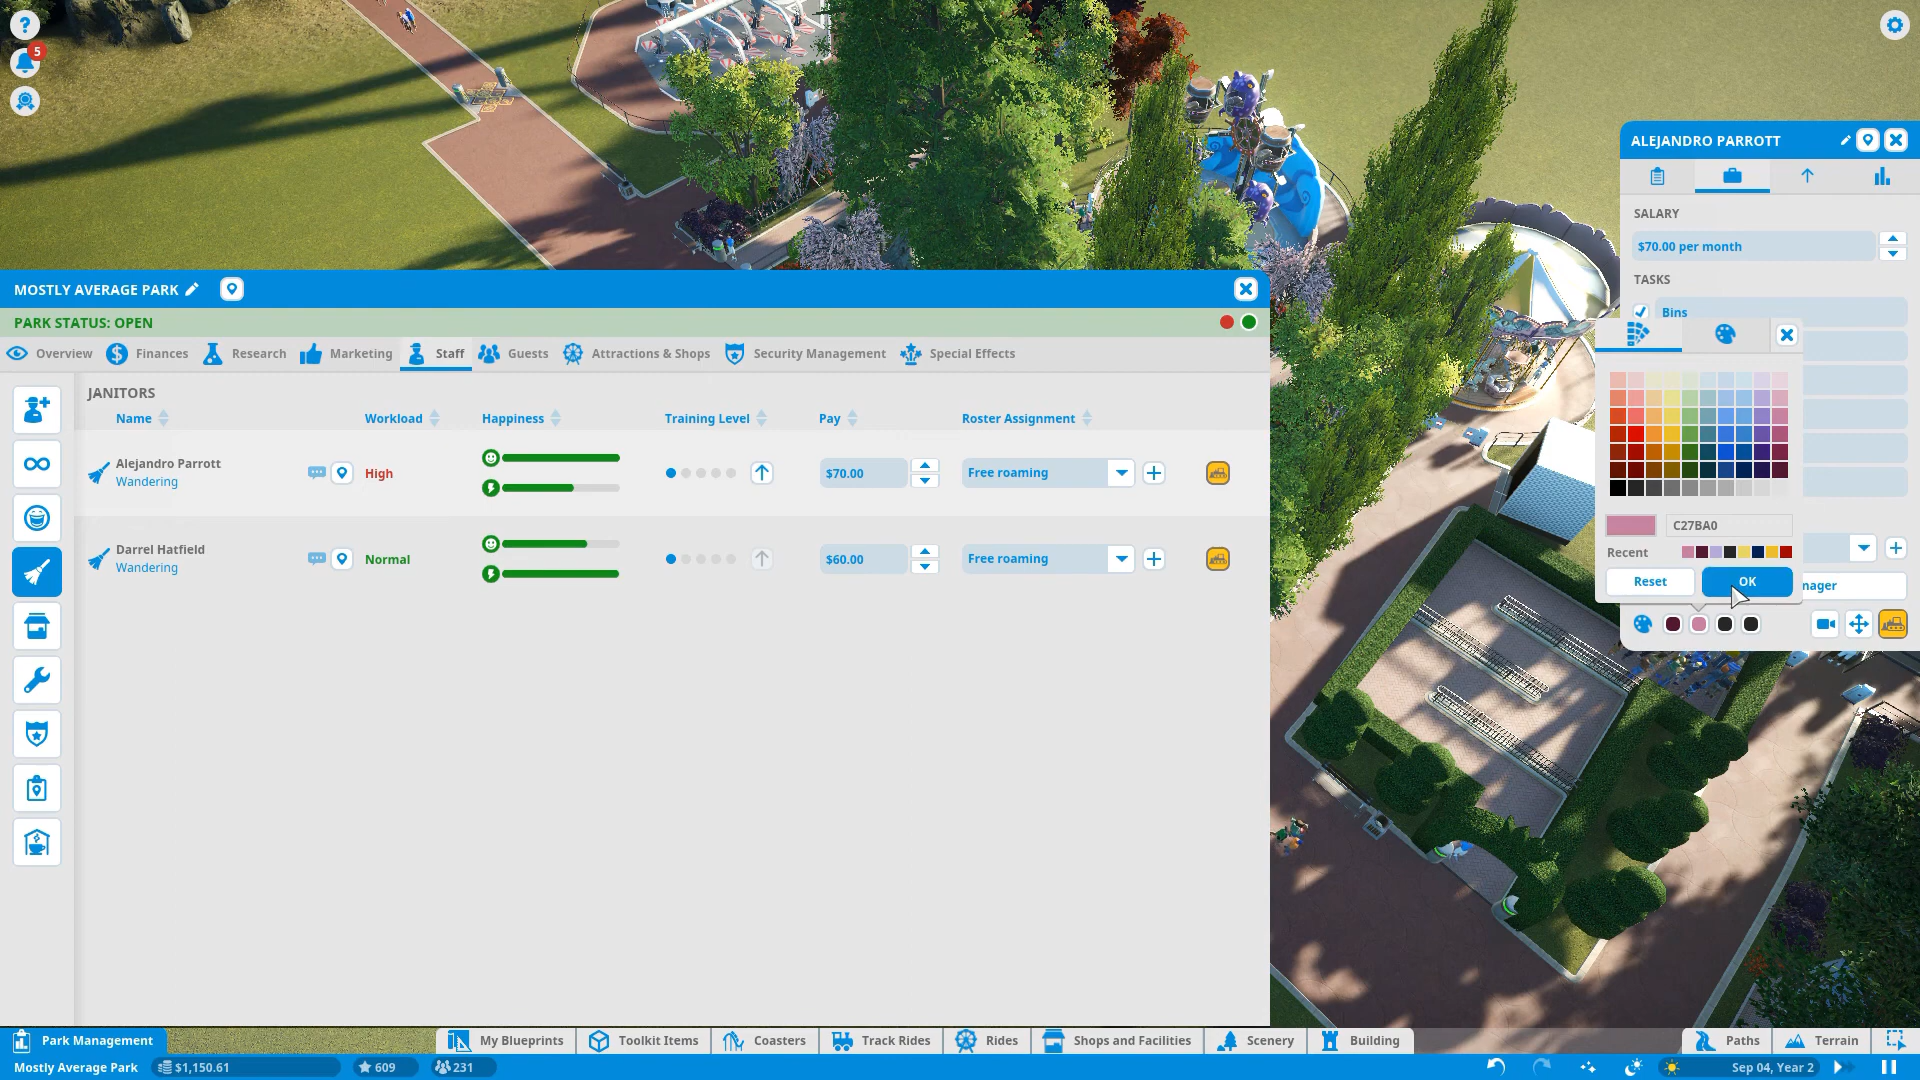 ?
5
MOSTLY AVERAGE PARK
PARK STATUS: OPEN
Overview
Finances
Research
Marketing
Staff
Guests
Attractions & Shops
Security Management
Special Effects
JANITORS
Name
Workload
Happiness
Training Level
Pay
Roster Assignment
Alejandro Parrott
Wandering
High
$70.00
Free roaming
Darrel Hatfield
Wandering
Normal
$60.00
Free roaming
ALEJANDRO PARROTT
SALARY
$70.00 per month
TASKS
Bins
C27BA0
Recent
Reset
OK
nager
Park Management
My Blueprints
Toolkit Items
Coasters
Track Rides
Rides
Shops and Facilities
Scenery
Building
Paths
Terrain
Mostly Average Park
$1,150.61
609
231
Sep 04, Year 2